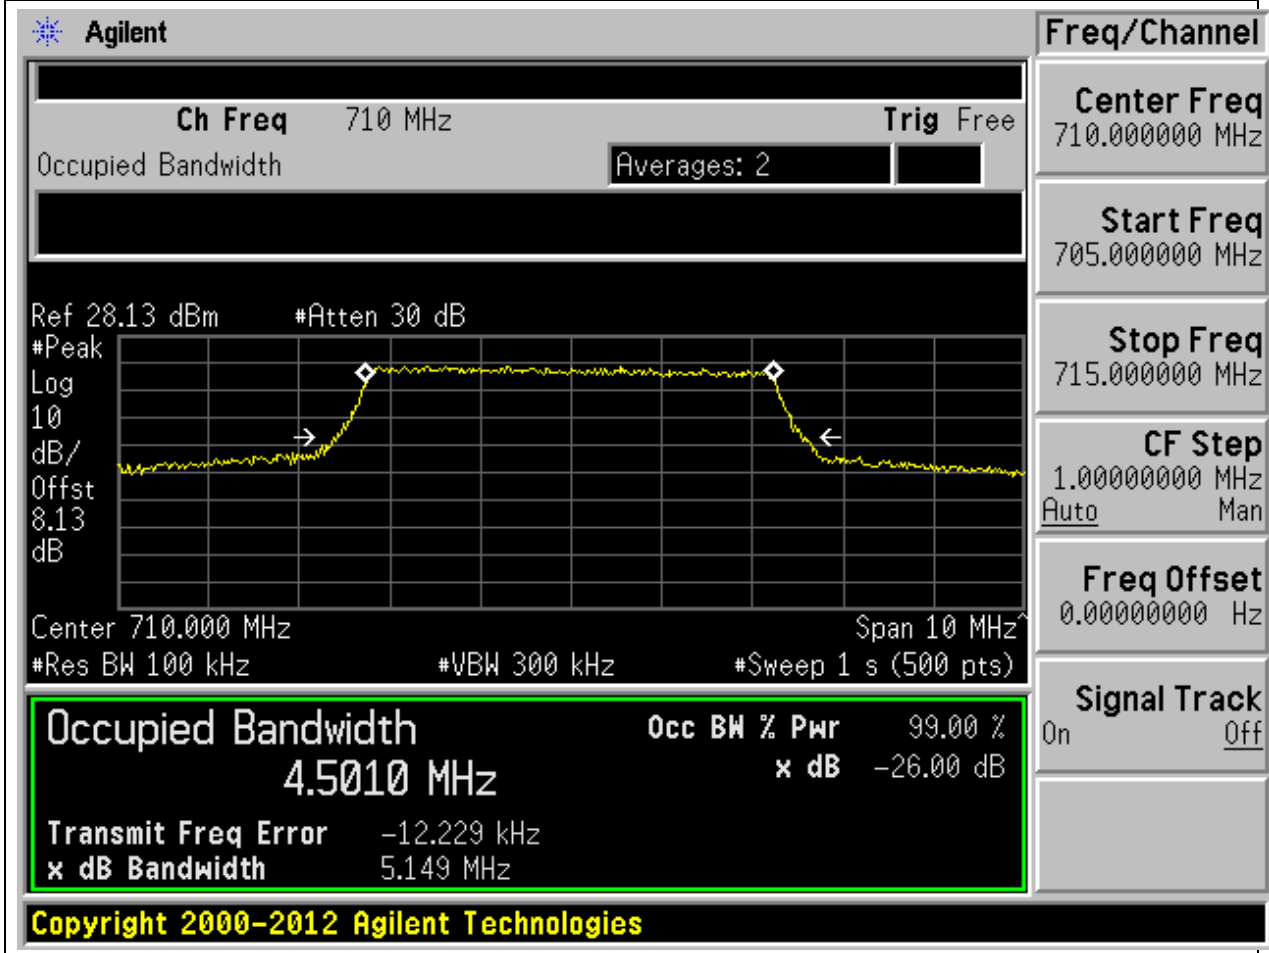 Agilent
Freq/Channel
Ch Freq 710 MHz Trig Free
Occupied Bandwidth Averages: 2
Center Freq
710.000000 MHz
Start Freq
705.000000 MHz
Stop Freq
715.000000 MHz
CF Step
1.00000000 MHz
Auto Man
Freq Offset
0.00000000 Hz
Signal Track
On Off
Ref 28.13 dBm #Atten 30 dB
#Peak
Log
10
dB/
Offst
8.13
dB
Center 710.000 MHz Span 10 MHz^
#Res BW 100 kHz #VBW 300 kHz #Sweep 1 s (500 pts)
Occupied Bandwidth Occ BW % Pwr 99.00 %
4.5010 MHz x dB -26.00 dB
Transmit Freq Error -12.229 kHz
x dB Bandwidth 5.149 MHz
Copyright 2000-2012 Agilent Technologies